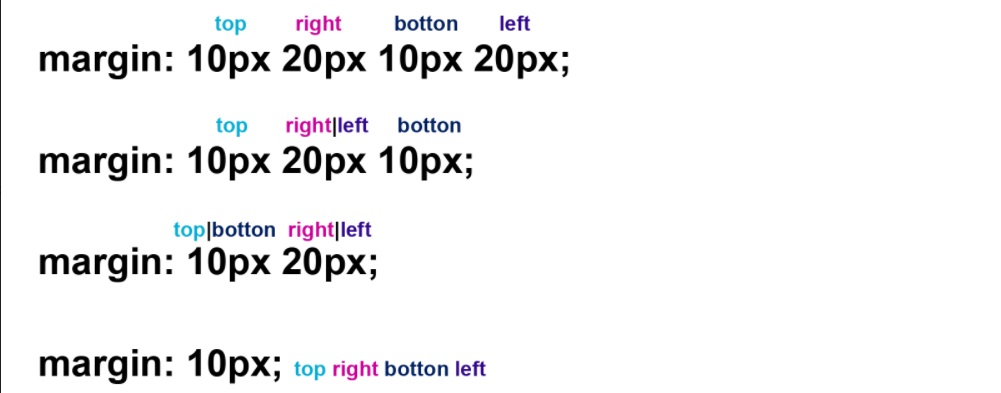 top right botton left
margin: 10px 20px 10px 20px;
top right|left botton
margin: 10px 20px 10px;
top|botton right|left
margin: 10px 20px;
margin: 10px; top right botton left